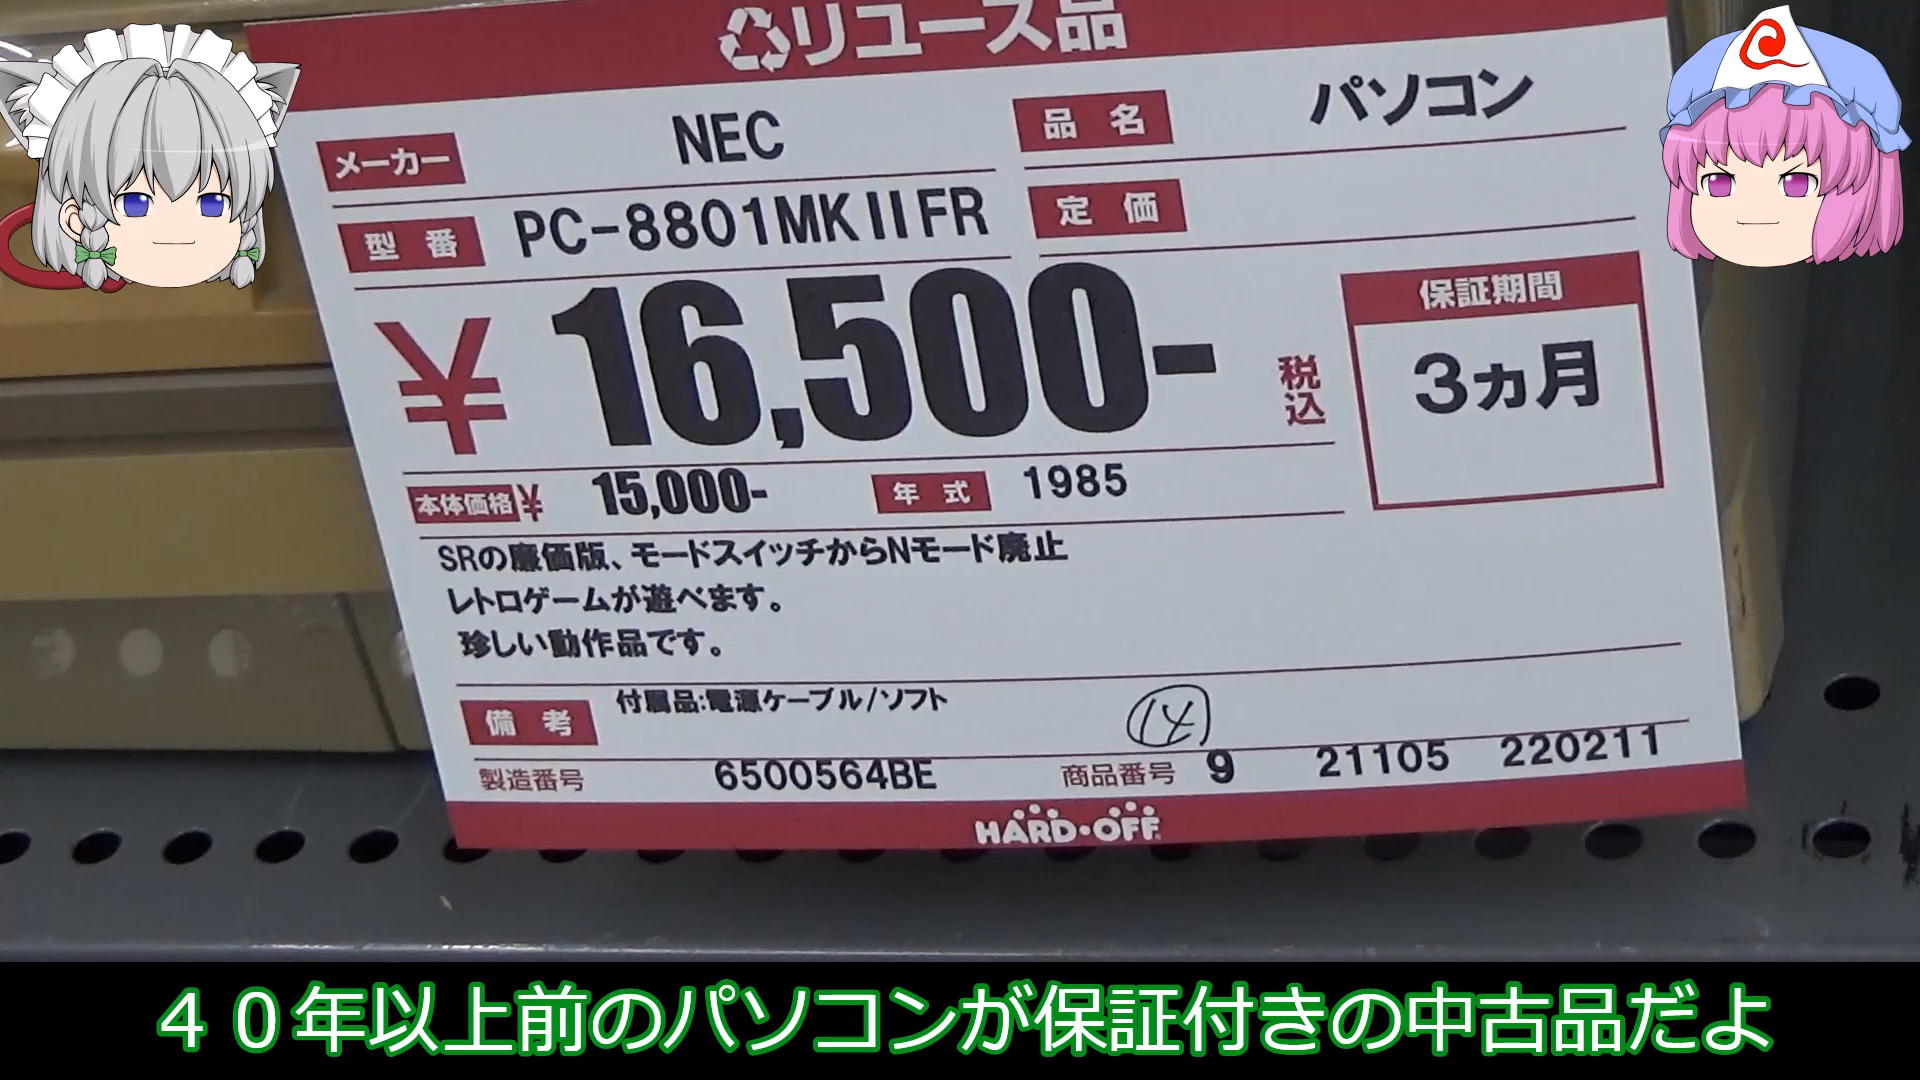 リユース品
メーカー NEC 品名 パソコン
型番 PC-8801MKIIFR 定価
¥16,500- 税込
保証期間
3ヵ月
本体価格¥ 15,000- 年式 1985
SRの廉価版、モードスイッチからNモード廃止
レトロゲームが遊べます。
珍しい動作品です。
備考 付属品:電源ケーブル/ソフト
14
製造番号 6500564BE 商品番号 9 21105 220211
HARD・OFF
４０年以上前のパソコンが保証付きの中古品だよ